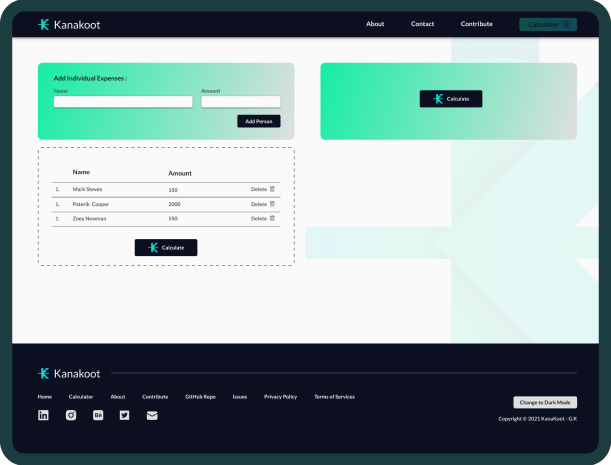 Kanakoot
About Contact Contribute Calculator
Add Individual Expenses :
Name Amount
Add Person
Calculate
Name Amount
1. Mark Steven 150 Delete
1. Paterik Cooper 2000 Delete
1. Zoey Newman 550 Delete
Calculate
Kanakoot
Home Calculator About Contribute GitHub Repo Issues Privacy Policy Terms of Services
in Bē
Change to Dark Mode
Copyright © 2021 KanaKoot - G.K